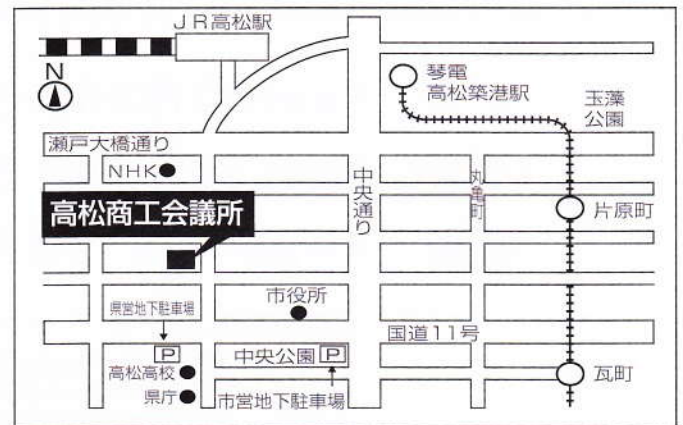 JR高松駅
N
琴電
高松築港駅
玉藻
公園
瀬戸大橋通り
NHK
中央通り
丸亀町
高松商工会議所
片原町
県営地下駐車場
市役所
国道11号
P
中央公園 P
高松高校
県庁
市営地下駐車場
瓦町